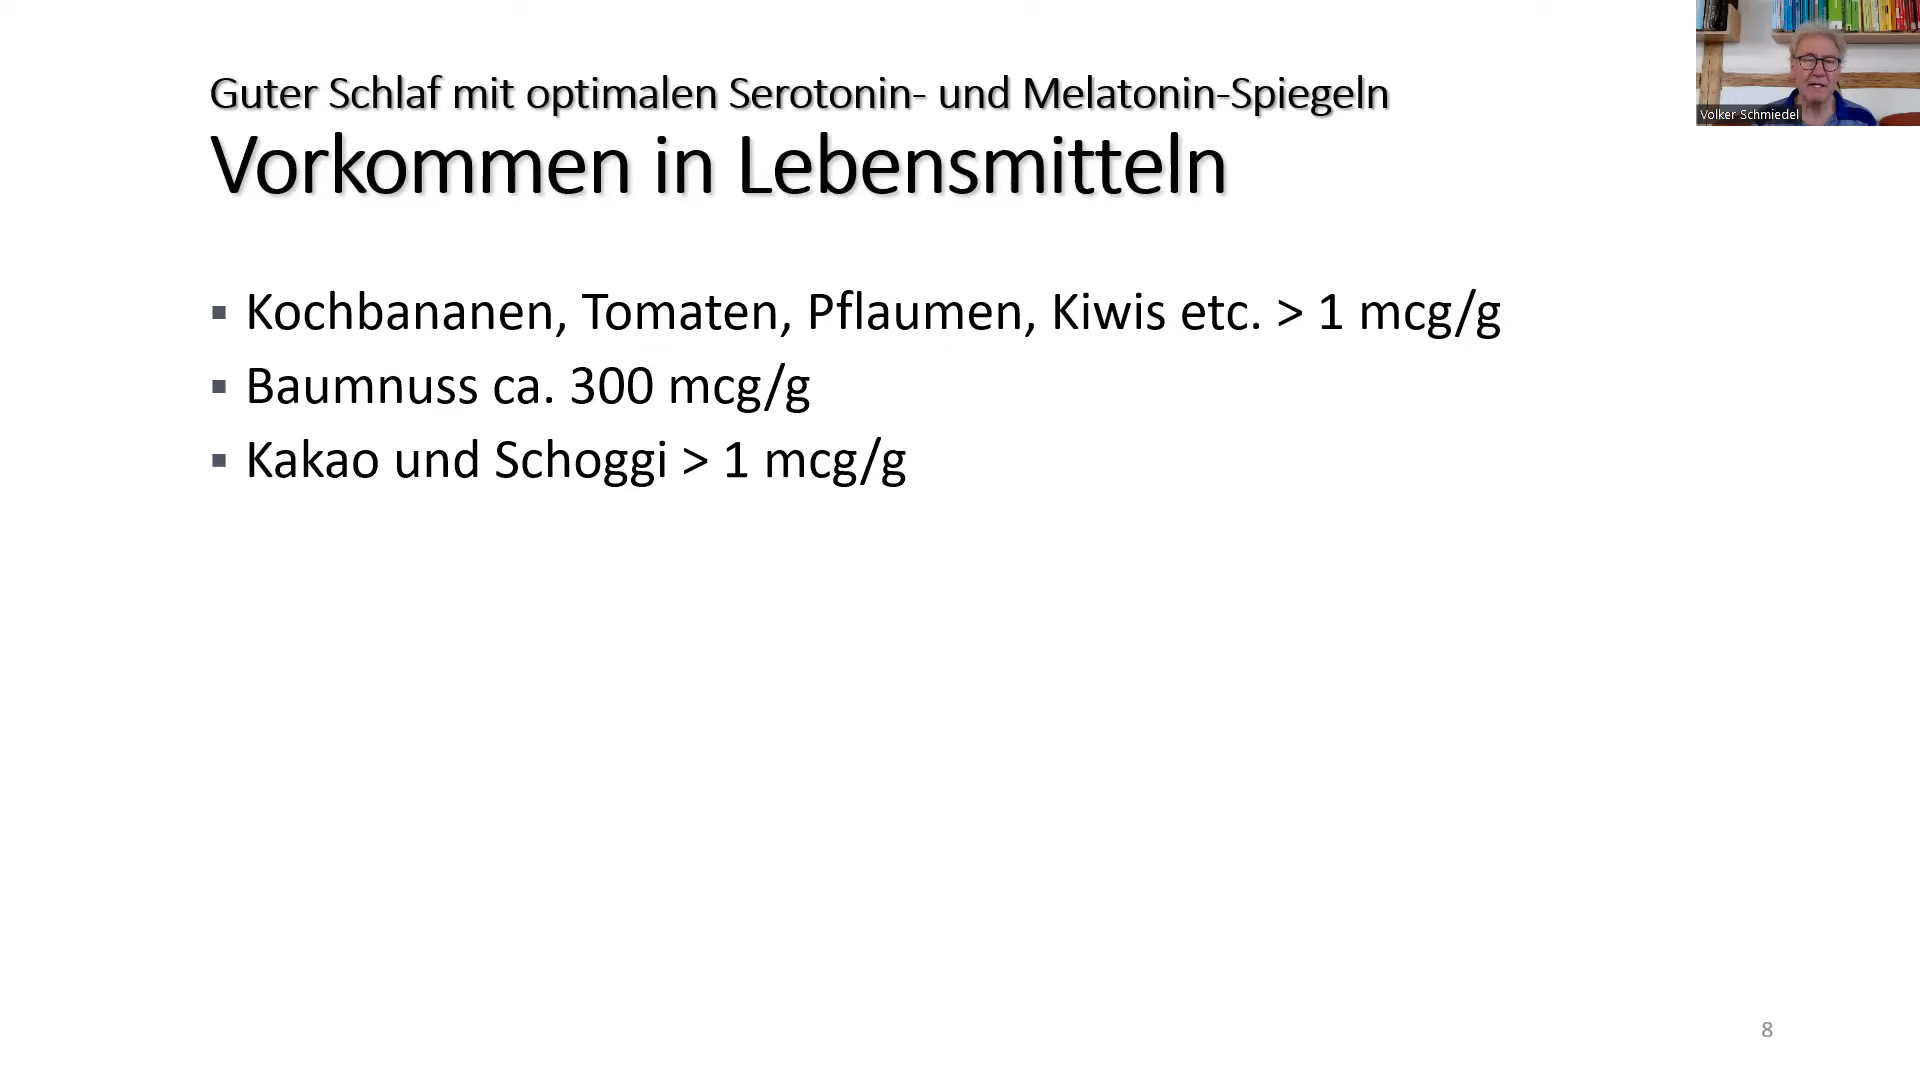 Guter Schlaf mit optimalen Serotonin- und Melatonin-Spiegeln
Vorkommen in Lebensmitteln
Volker Schmiedel
▪ Kochbananen, Tomaten, Pflaumen, Kiwis etc. > 1 mcg/g
▪ Baumnuss ca. 300 mcg/g
▪ Kakao und Schoggi > 1 mcg/g
8